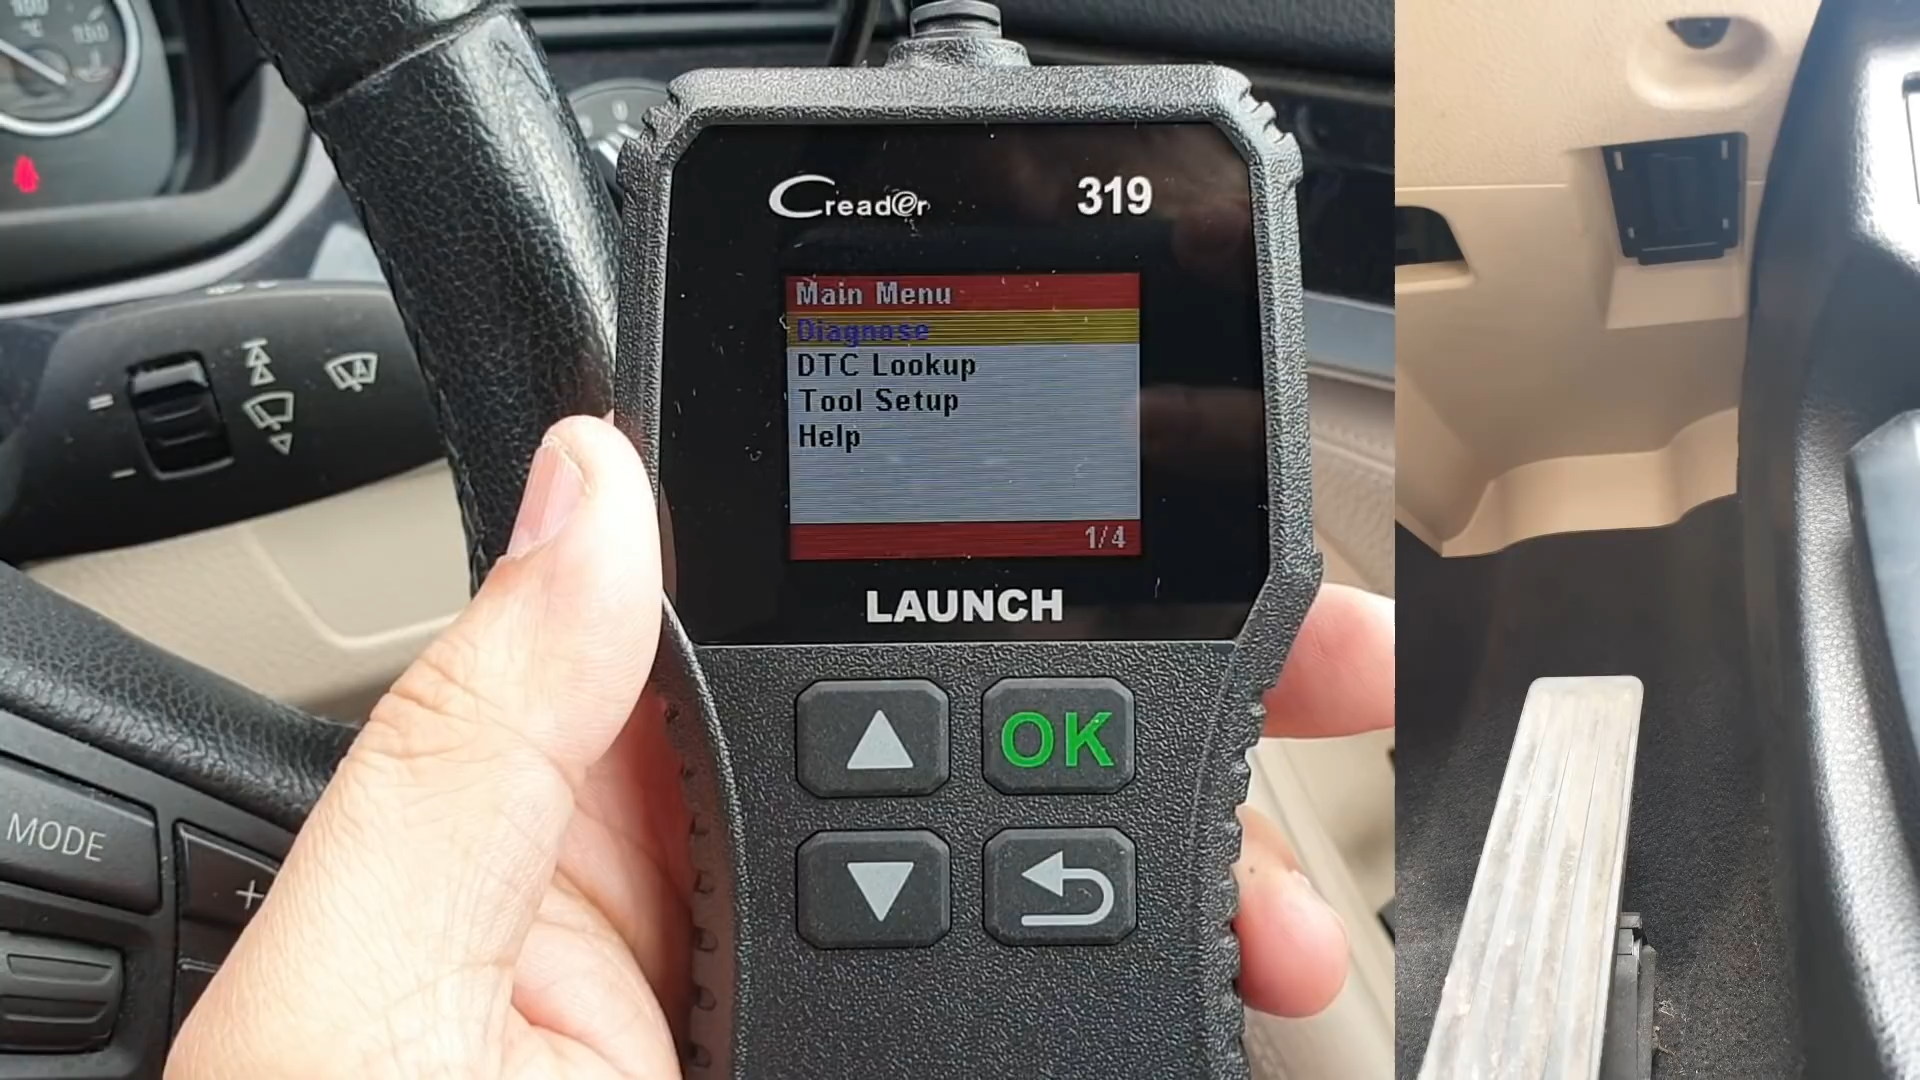 Creader 319
Main Menu
Diagnose
DTC Lookup
Tool Setup
Help
1/4
LAUNCH
OK
MODE
+